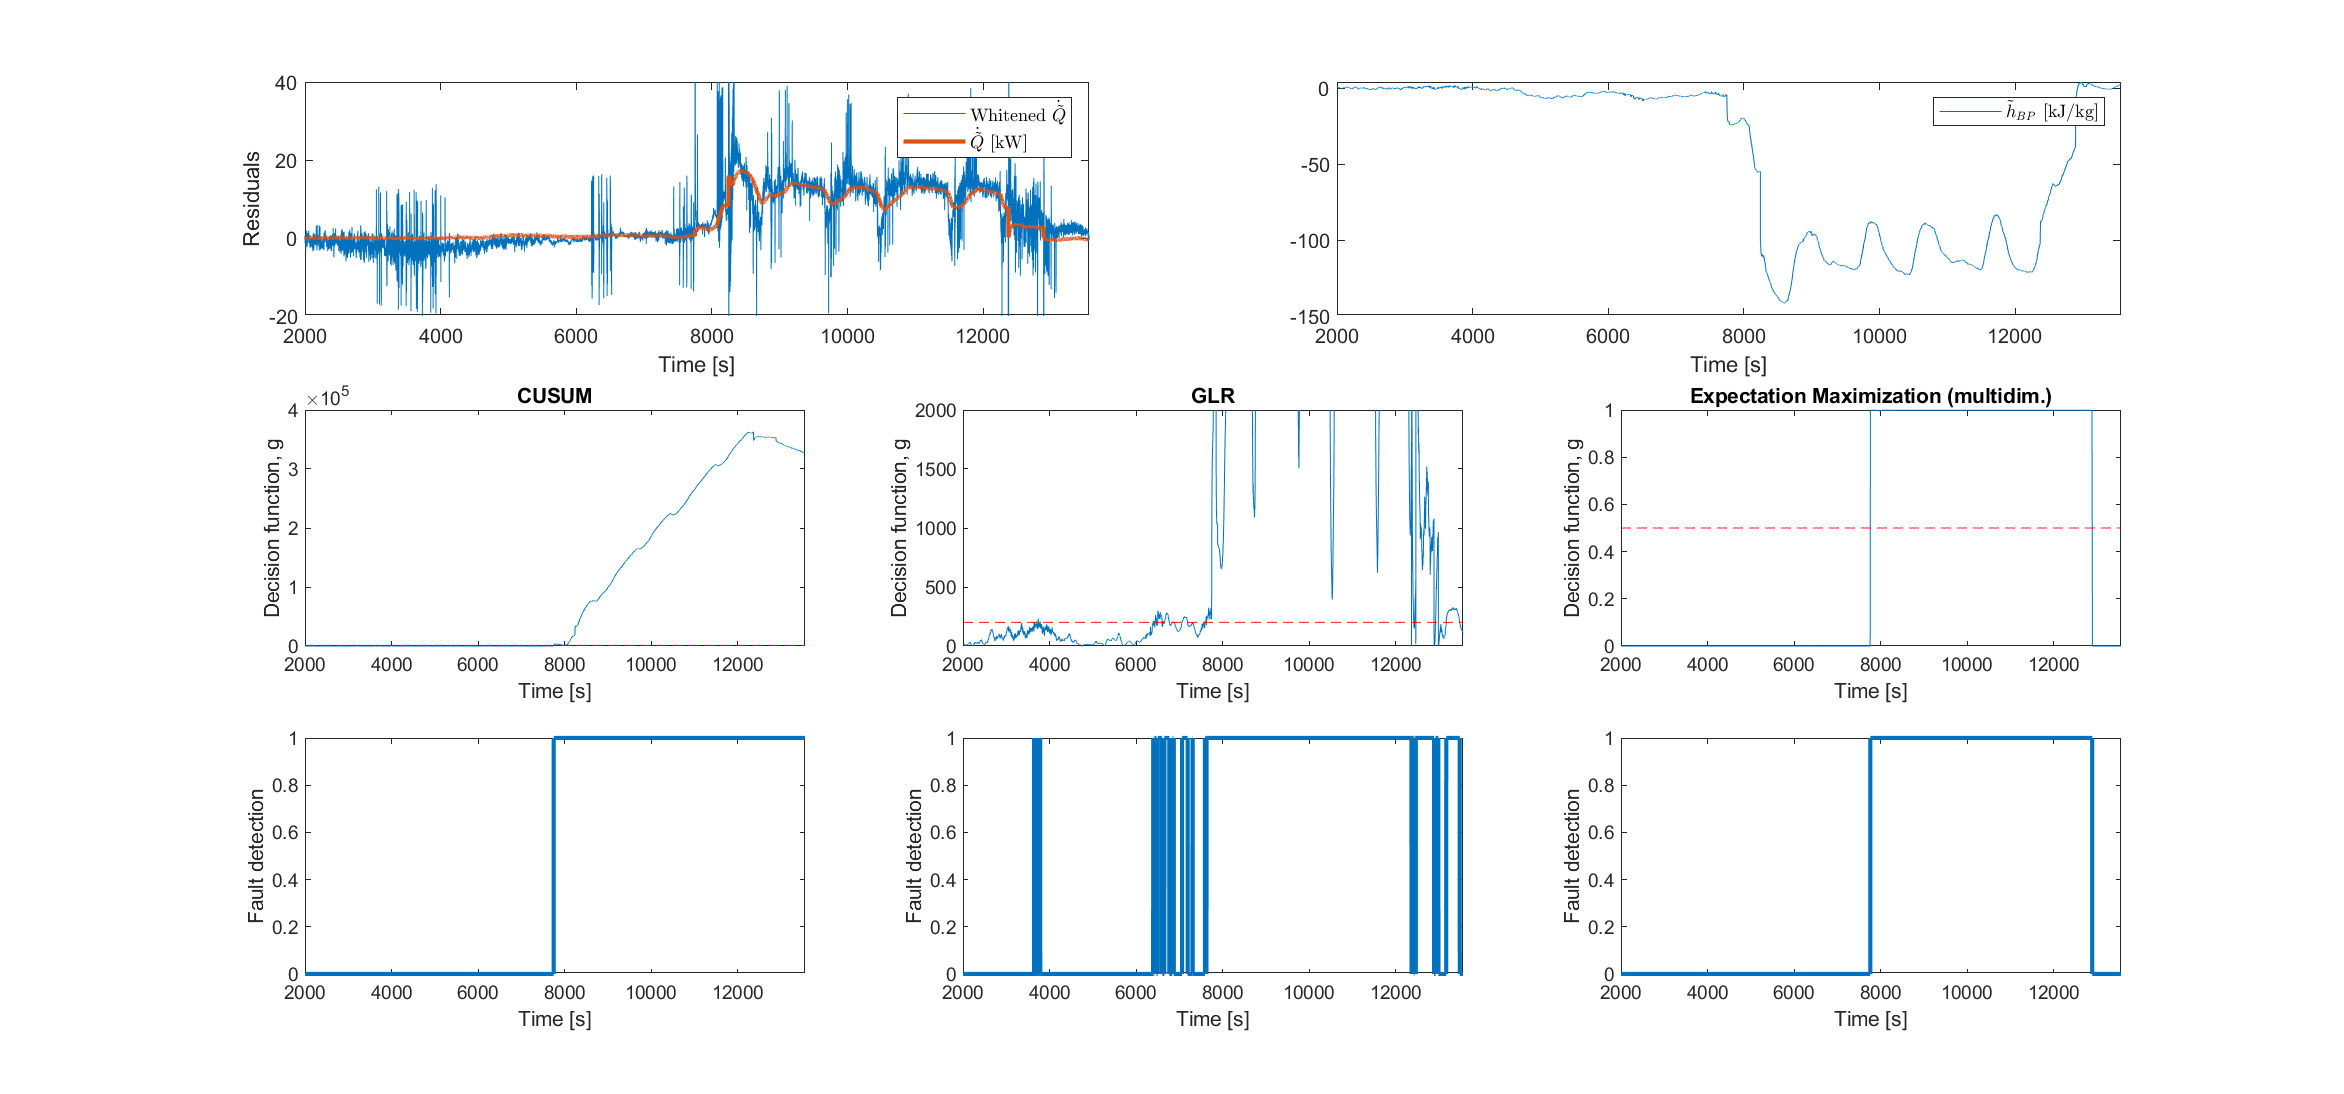 40
20
0
-20
Residuals
2000 4000 6000 8000 10000 12000
Time [s]
Whitened $\dot{\tilde{Q}}$
$\dot{\tilde{Q}}$ [kW]
0
-50
-100
-150
2000 4000 6000 8000 10000 12000
Time [s]
$\tilde{h}_{BP}$ [kJ/kg]
CUSUM
×10⁵
4
3
2
1
0
Decision function, g
2000 4000 6000 8000 10000 12000
Time [s]
GLR
2000
1500
1000
500
0
Decision function, g
2000 4000 6000 8000 10000 12000
Time [s]
Expectation Maximization (multidim.)
1
0.8
0.6
0.4
0.2
0
Decision function, g
2000 4000 6000 8000 10000 12000
Time [s]
1
0.8
0.6
0.4
0.2
0
Fault detection
2000 4000 6000 8000 10000 12000
Time [s]
1
0.8
0.6
0.4
0.2
0
Fault detection
2000 4000 6000 8000 10000 12000
Time [s]
1
0.8
0.6
0.4
0.2
0
Fault detection
2000 4000 6000 8000 10000 12000
Time [s]